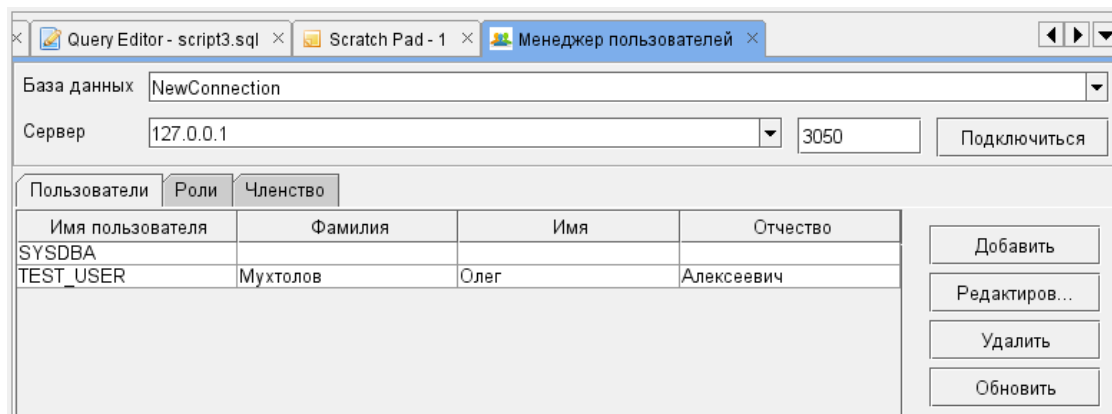 Query Editor - script3.sql Scratch Pad - 1 Менеджер пользователей
База данных NewConnection
Сервер 127.0.0.1 3050 Подключиться
Пользователи Роли Членство
Имя пользователя Фамилия Имя Отчество
SYSDBA
TEST_USER Мухтолов Олег Алексеевич
Добавить
Редактиров...
Удалить
Обновить